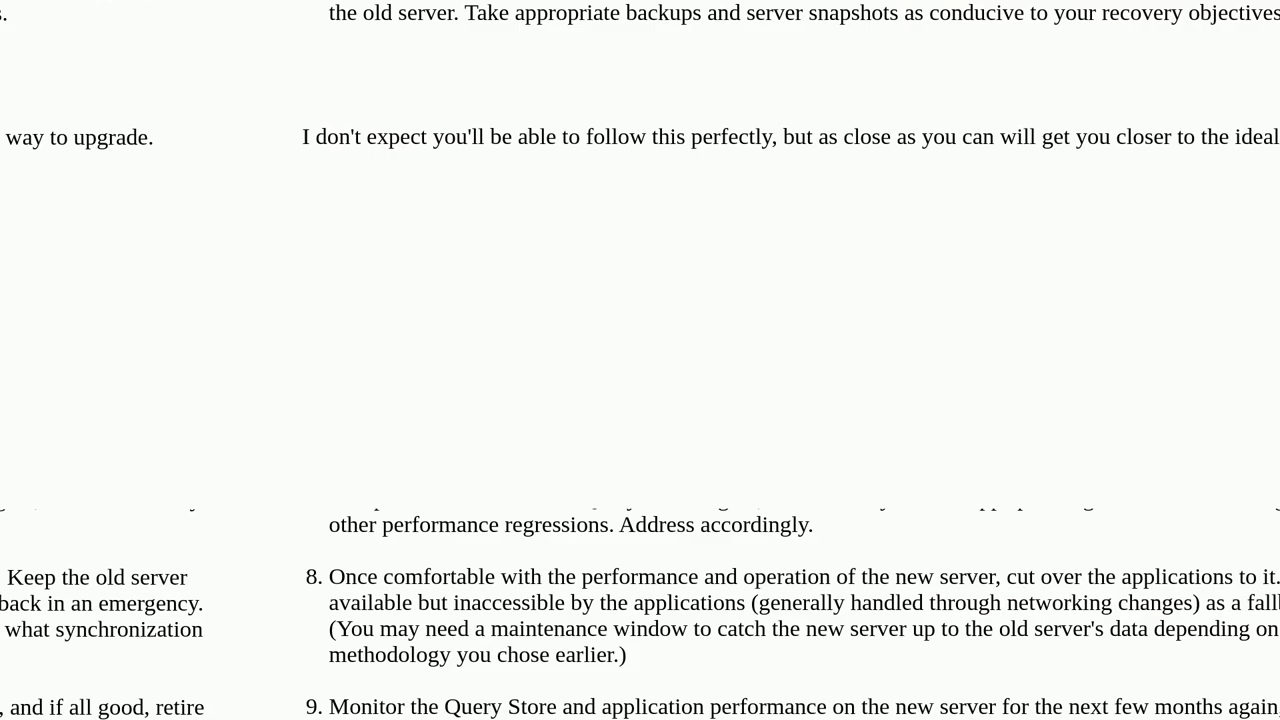 s.
the old server. Take appropriate backups and server snapshots as conducive to your recovery objectives
way to upgrade.
I don't expect you'll be able to follow this perfectly, but as close as you can will get you closer to the ideal
other performance regressions. Address accordingly.
Keep the old server
8. Once comfortable with the performance and operation of the new server, cut over the applications to it.
back in an emergency.
available but inaccessible by the applications (generally handled through networking changes) as a fall
what synchronization
(You may need a maintenance window to catch the new server up to the old server's data depending on
methodology you chose earlier.)
, and if all good, retire
9. Monitor the Query Store and application performance on the new server for the next few months again,